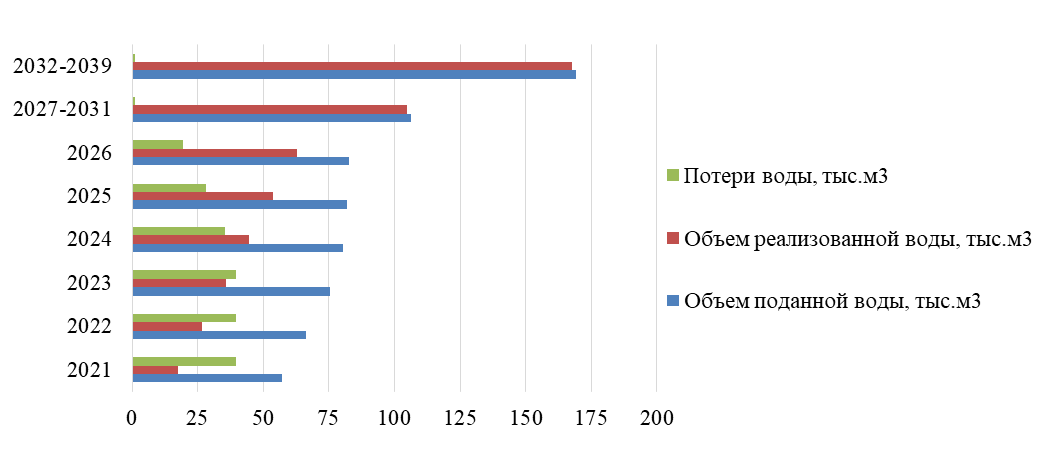 2032-2039
2027-2031
2026
2025
2024
2023
2022
2021
0 25 50 75 100 125 150 175 200
Потери воды, тыс.м3
Объем реализованной воды, тыс.м3
Объем поданной воды, тыс.м3